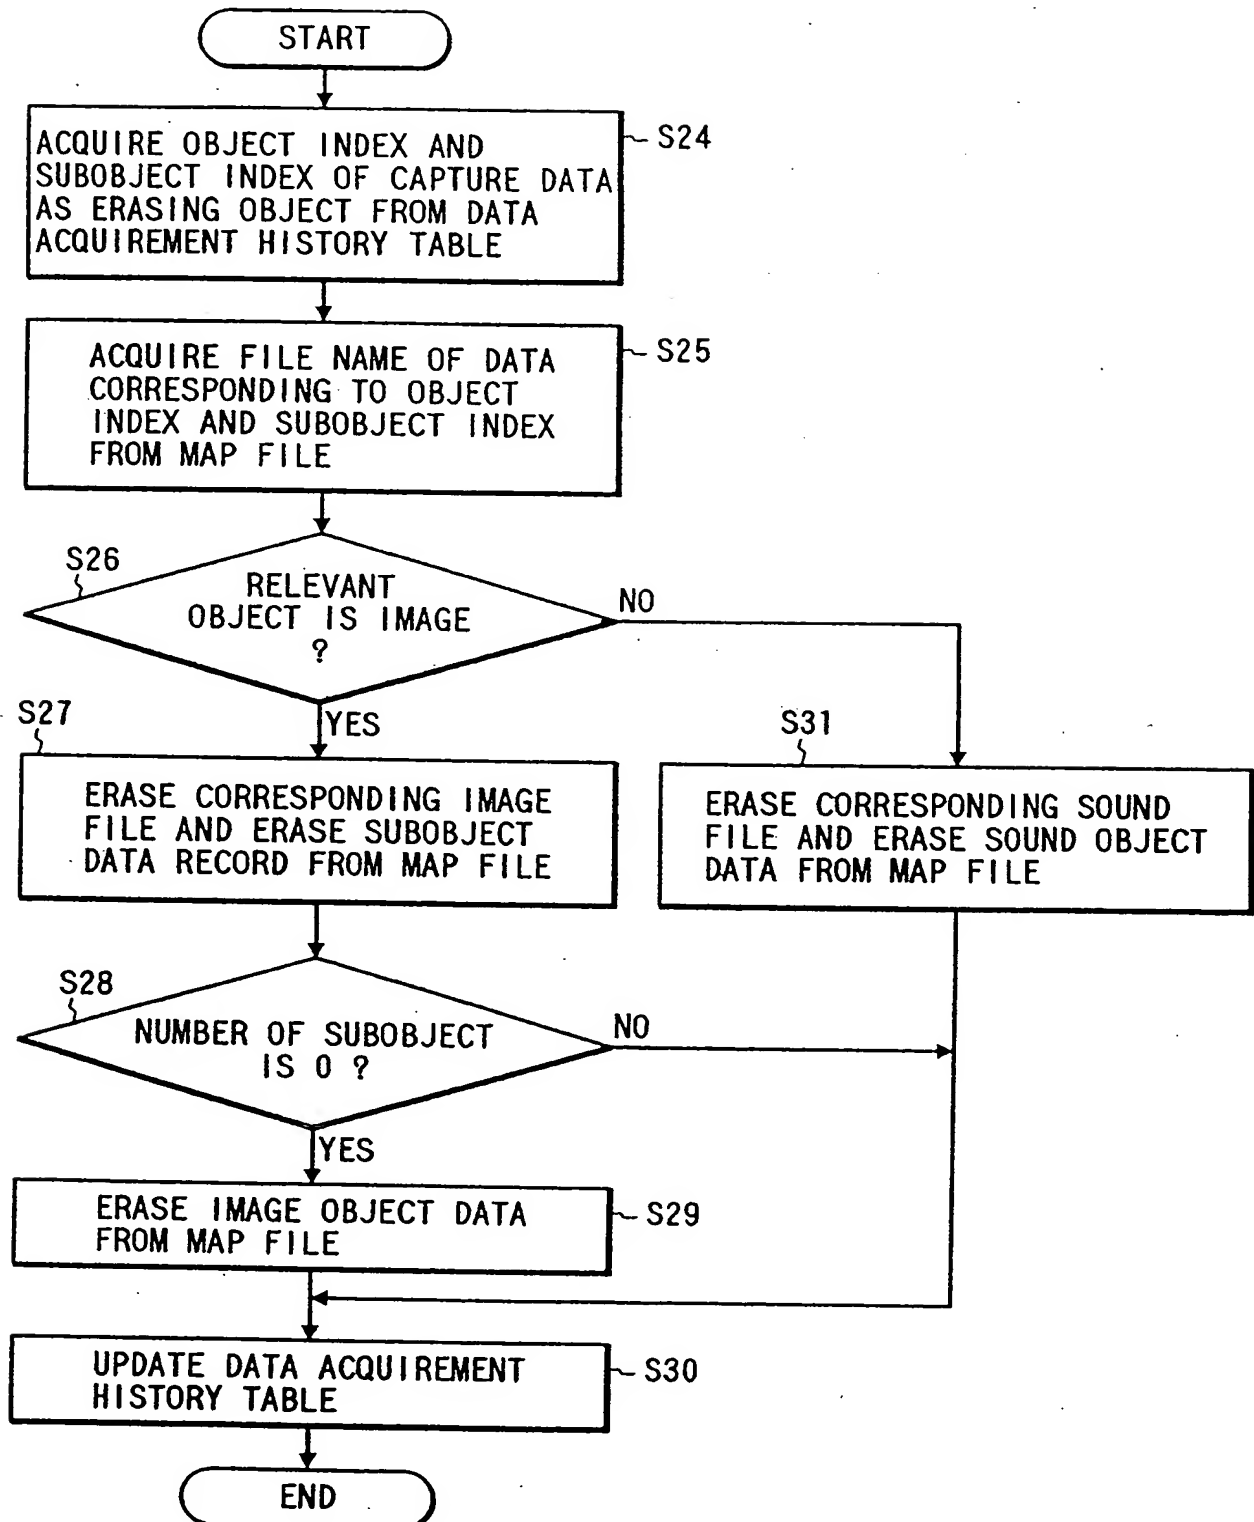 START
ACQUIRE OBJECT INDEX AND
SUBOBJECT INDEX OF CAPTURE DATA
AS ERASING OBJECT FROM DATA
ACQUIREMENT HISTORY TABLE
S24
ACQUIRE FILE NAME OF DATA
CORRESPONDING TO OBJECT
INDEX AND SUBOBJECT INDEX
FROM MAP FILE
S25
S26
RELEVANT
OBJECT IS IMAGE
?
NO
YES
S27
ERASE CORRESPONDING IMAGE
FILE AND ERASE SUBOBJECT
DATA RECORD FROM MAP FILE
S31
ERASE CORRESPONDING SOUND
FILE AND ERASE SOUND OBJECT
DATA FROM MAP FILE
S28
NUMBER OF SUBOBJECT
IS 0 ?
NO
YES
ERASE IMAGE OBJECT DATA
FROM MAP FILE
S29
UPDATE DATA ACQUIREMENT
HISTORY TABLE
S30
END